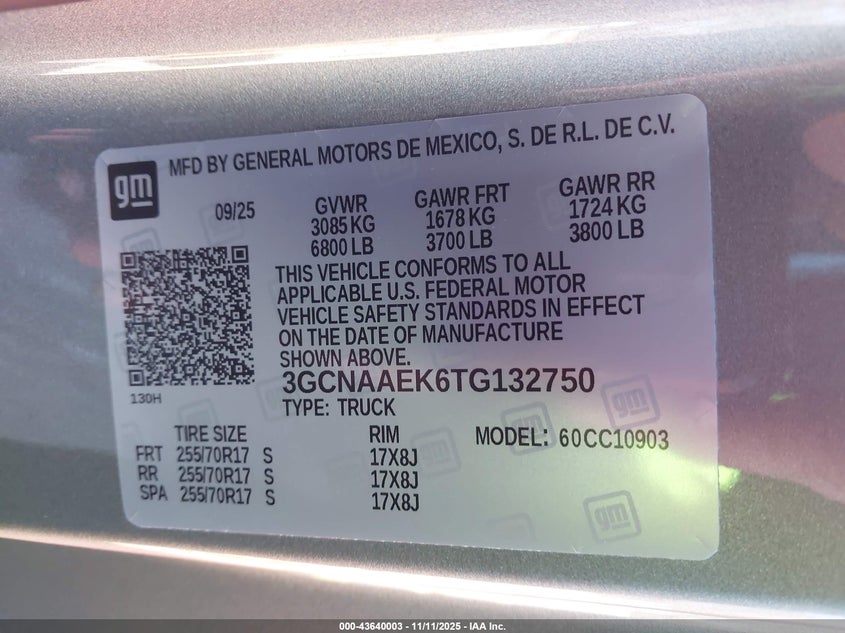 gm
MFD BY GENERAL MOTORS DE MEXICO, S. DE R.L. DE C.V.
09/25
GVWR GAWR FRT GAWR RR
3085 KG 1678 KG 1724 KG
6800 LB 3700 LB 3800 LB
THIS VEHICLE CONFORMS TO ALL
APPLICABLE U.S. FEDERAL MOTOR
VEHICLE SAFETY STANDARDS IN EFFECT
ON THE DATE OF MANUFACTURE
SHOWN ABOVE.
3GCNAAEK6TG132750
130H
TYPE: TRUCK
TIRE SIZE RIM MODEL: 60CC10903
FRT 255/70R17 S 17X8J
RR 255/70R17 S 17X8J
SPA 255/70R17 S 17X8J
gm
gm
000-43640003 - 11/11/2025 - IAA Inc.